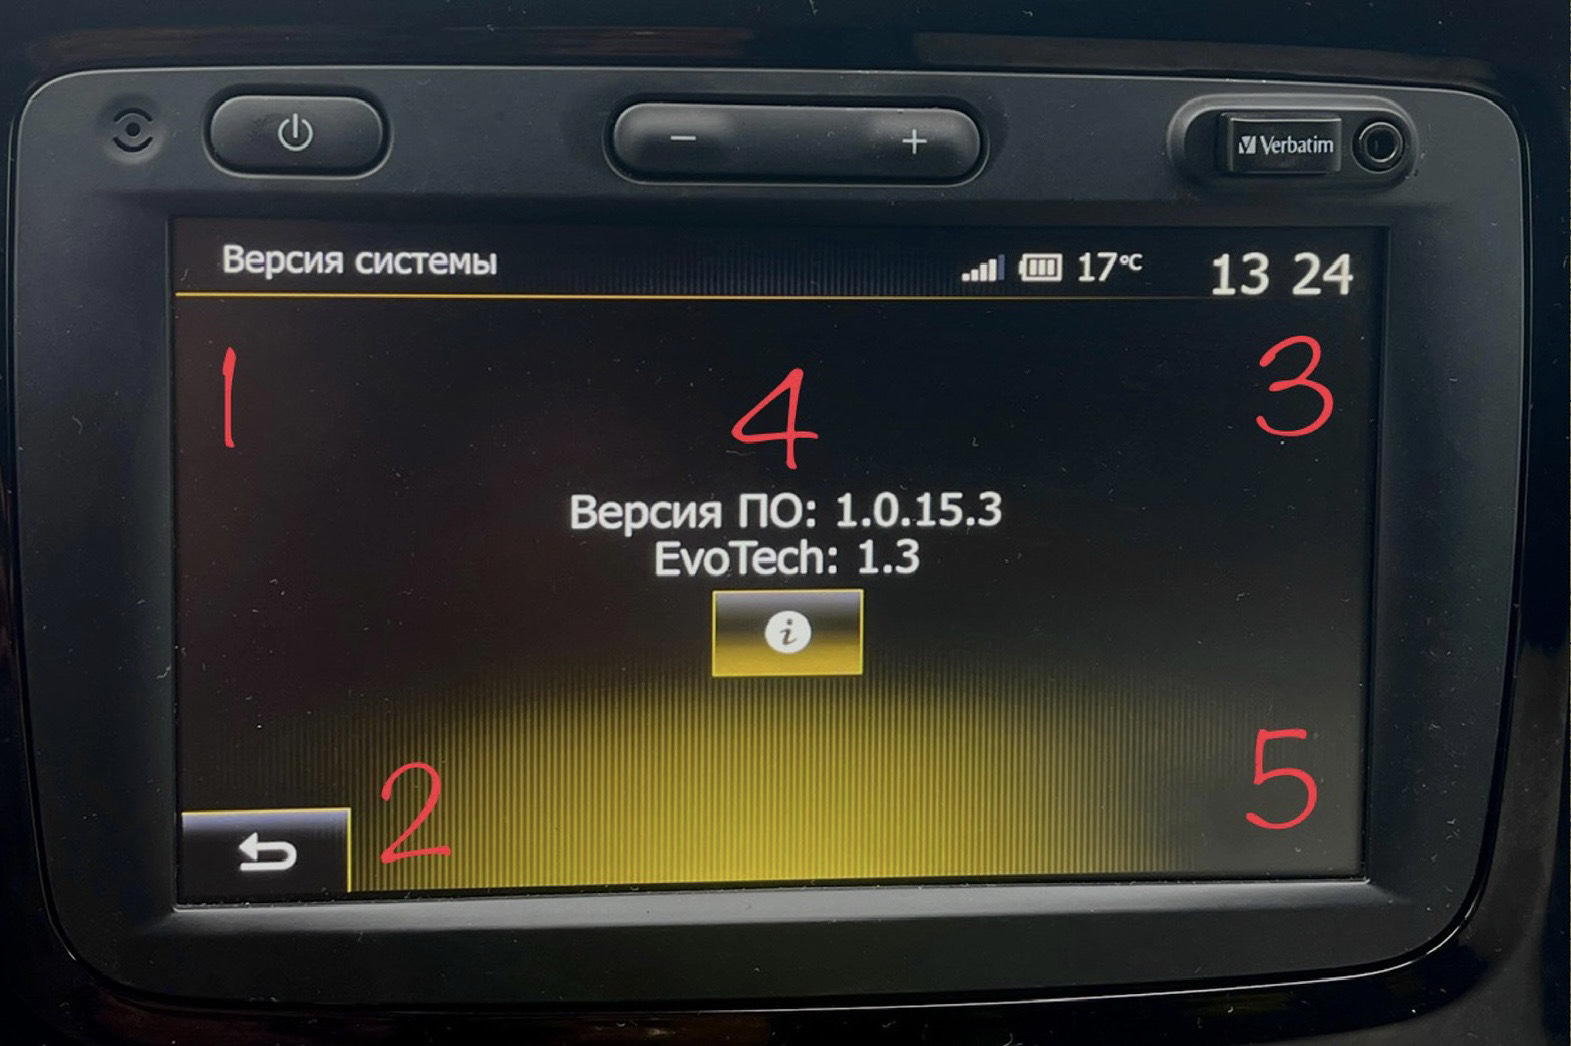 Verbatim
Версия системы 17°C 13 24
1 4 3
Версия ПО: 1.0.15.3
EvoTech: 1.3
i
2 5